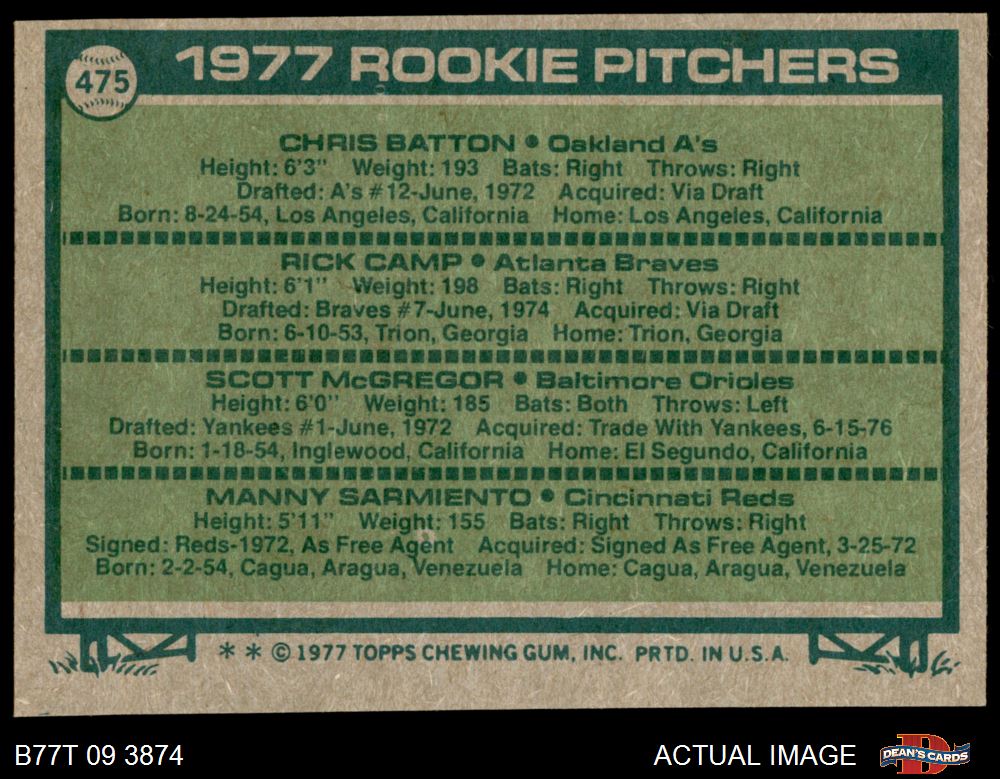 475
1977 ROOKIE PITCHERS
CHRIS BATTON • Oakland A's
Height: 6'3" Weight: 193 Bats: Right Throws: Right
Drafted: A's #12-June, 1972 Acquired: Via Draft
Born: 8-24-54, Los Angeles, California Home: Los Angeles, California
RICK CAMP • Atlanta Braves
Height: 6'1" Weight: 198 Bats: Right Throws: Right
Drafted: Braves #7-June, 1974 Acquired: Via Draft
Born: 6-10-53, Trion, Georgia Home: Trion, Georgia
SCOTT McGREGOR • Baltimore Orioles
Height: 6'0" Weight: 185 Bats: Both Throws: Left
Drafted: Yankees #1-June, 1972 Acquired: Trade With Yankees, 6-15-76
Born: 1-18-54, Inglewood, California Home: El Segundo, California
MANNY SARMIENTO • Cincinnati Reds
Height: 5'11" Weight: 155 Bats: Right Throws: Right
Signed: Reds-1972, As Free Agent Acquired: Signed As Free Agent, 3-25-72
Born: 2-2-54, Cagua, Aragua, Venezuela Home: Cagua, Aragua, Venezuela
* * © 1977 TOPPS CHEWING GUM, INC. PRTD. IN U.S.A.
B77T 09 3874
ACTUAL IMAGE
D
DEAN'S CARDS